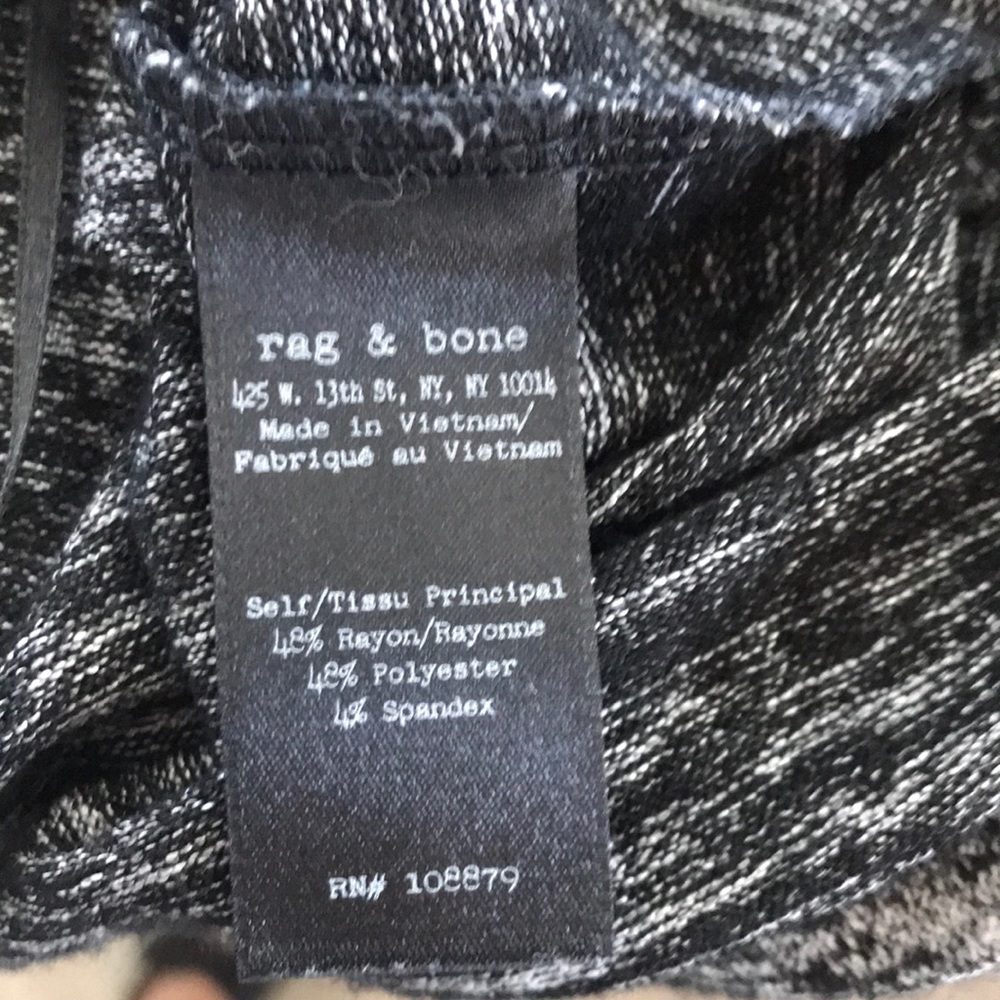 rag & bone
425 W. 13th St, NY, NY 10014
Made in Vietnam/
Fabriqué au Vietnam
Self/Tissu Principal
48% Rayon/Rayonne
48% Polyester
4% Spandex
RN# 108879